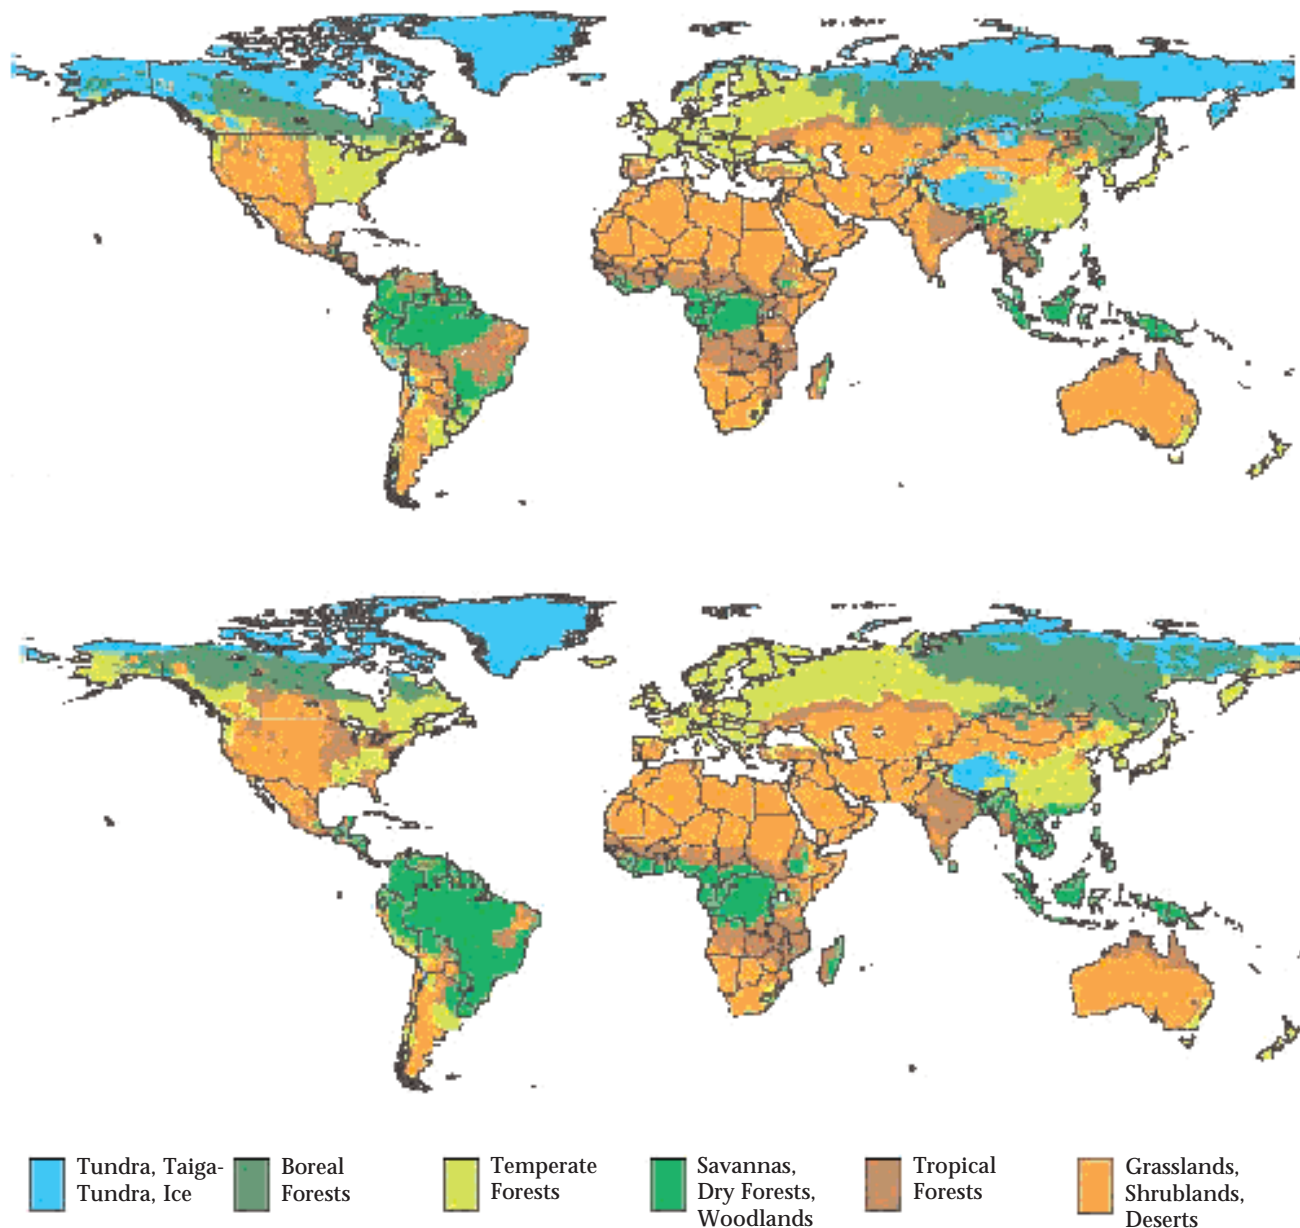 Tundra, Taiga-
Tundra, Ice
Boreal
Forests
Temperate
Forests
Savannas,
Dry Forests,
Woodlands
Tropical
Forests
Grasslands,
Shrublands,
Deserts